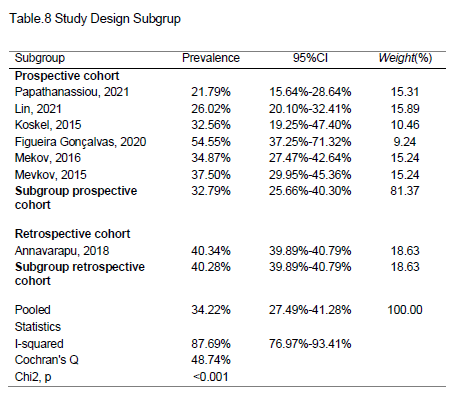 Table.8 Study Design Subgrup
Subgroup Prevalence 95%CI Weight(%)
Prospective cohort
Papathanassiou, 2021 21.79% 15.64%-28.64% 15.31
Lin, 2021 26.02% 20.10%-32.41% 15.89
Koskel, 2015 32.56% 19.25%-47.40% 10.46
Figueira Gonçalvas, 2020 54.55% 37.25%-71.32% 9.24
Mekov, 2016 34.87% 27.47%-42.64% 15.24
Mevkov, 2015 37.50% 29.95%-45.36% 15.24
Subgroup prospective 32.79% 25.66%-40.30% 81.37
cohort
Retrospective cohort
Annavarapu, 2018 40.34% 39.89%-40.79% 18.63
Subgroup retrospective 40.28% 39.89%-40.79% 18.63
cohort
Pooled 34.22% 27.49%-41.28% 100.00
Statistics
I-squared 87.69% 76.97%-93.41%
Cochran's Q 48.74%
Chi2, p <0.001